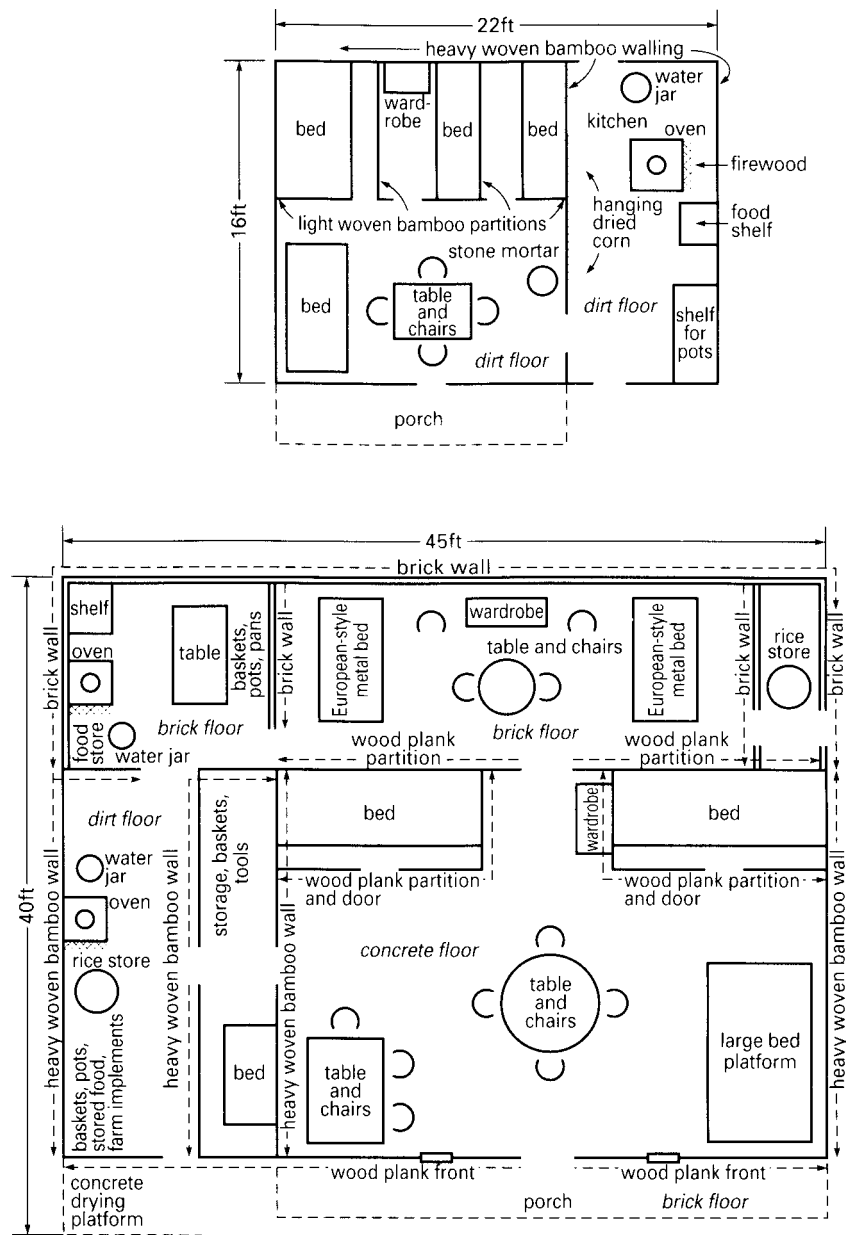 22ft
heavy woven bamboo walling
16ft
bed
ward-
robe
bed
bed
water
jar
kitchen
oven
firewood
hanging
dried
corn
food
shelf
light woven bamboo partitions
stone mortar
bed
table
and
chairs
dirt floor
dirt floor
shelf
for
pots
porch
45ft
brick wall
40ft
brick wall
shelf
oven
table
baskets,
pots, pans
brick wall
European-style
metal bed
wardrobe
table and chairs
European-style
metal bed
brick wall
rice
store
brick wall
food
store
brick floor
water jar
brick floor
wood plank
partition
wood plank
partition
dirt floor
water
jar
oven
rice store
heavy woven bamboo wall
baskets, pots,
stored food,
farm implements
heavy woven bamboo wall
storage, baskets,
tools
bed
heavy woven bamboo wall
bed
wardrobe
bed
wood plank partition
and door
wood plank partition
and door
concrete floor
table
and
chairs
table
and
chairs
large bed
platform
heavy woven bamboo wall
wood plank front
wood plank front
concrete
drying
platform
porch
brick floor